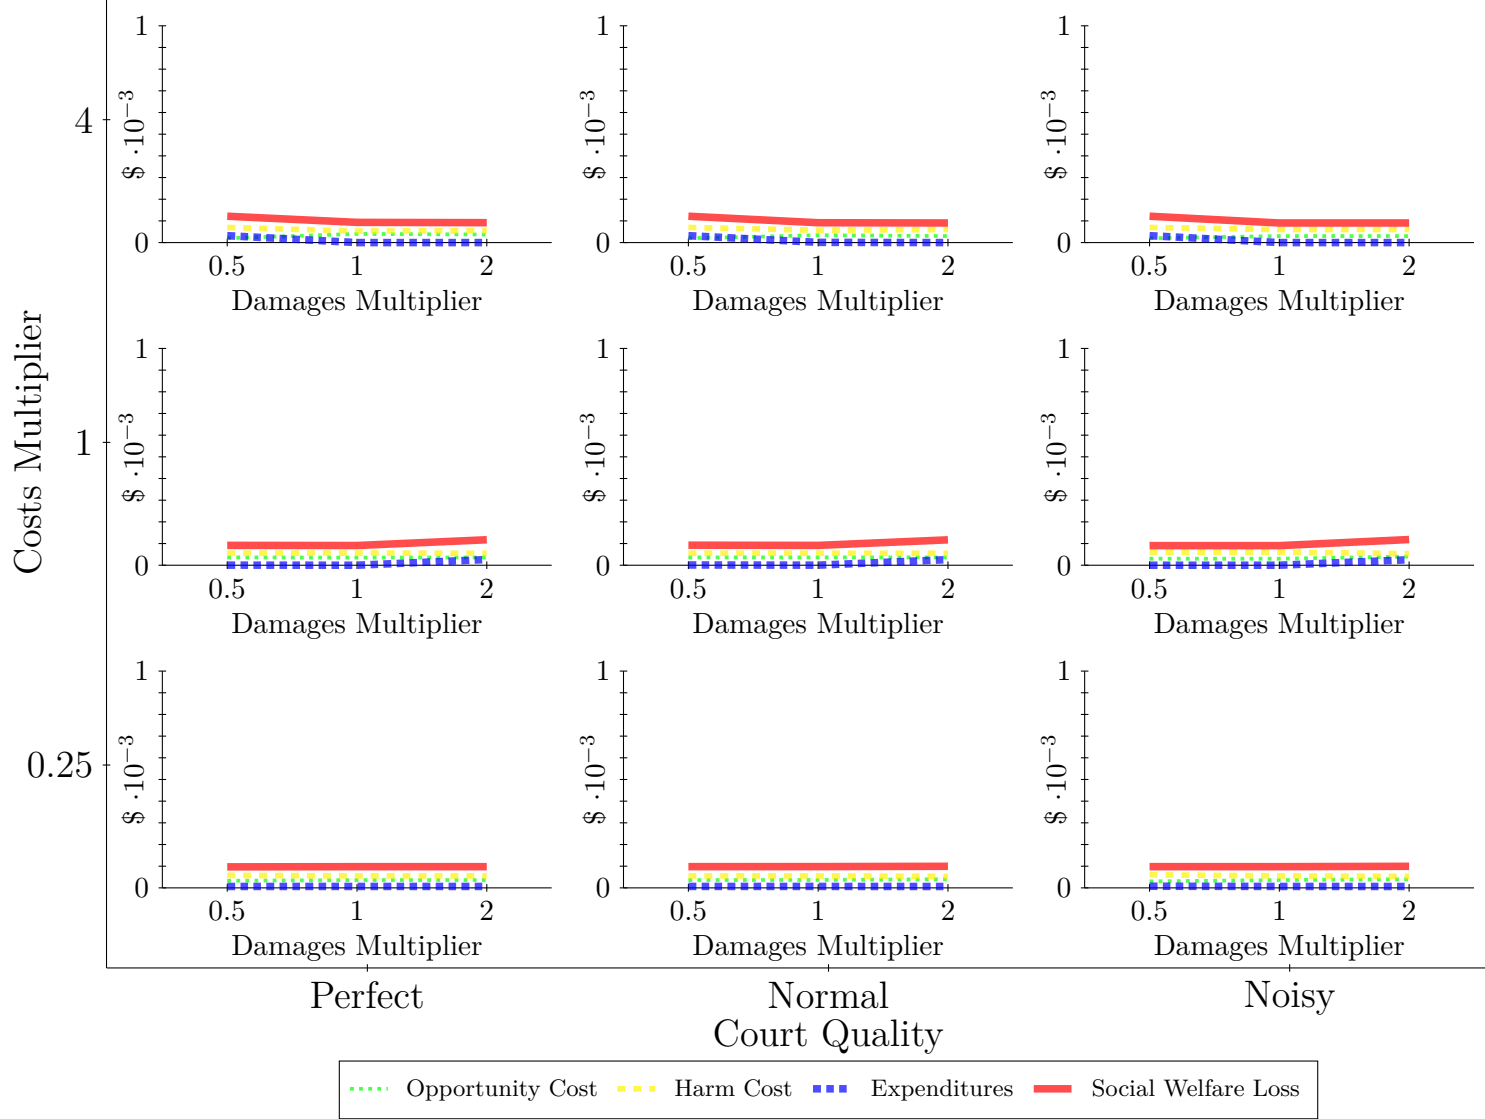 1
1
1
$ ·10⁻³
$ ·10⁻³
$ ·10⁻³
4
0
0
0
0.5 1 2
0.5 1 2
0.5 1 2
Damages Multiplier
Damages Multiplier
Damages Multiplier
Costs Multiplier
1
1
1
$ ·10⁻³
$ ·10⁻³
$ ·10⁻³
1
0
0
0
0.5 1 2
0.5 1 2
0.5 1 2
Damages Multiplier
Damages Multiplier
Damages Multiplier
1
1
1
$ ·10⁻³
$ ·10⁻³
$ ·10⁻³
0.25
0
0
0
0.5 1 2
0.5 1 2
0.5 1 2
Damages Multiplier
Damages Multiplier
Damages Multiplier
Perfect
Normal
Noisy
Court Quality
Opportunity Cost
Harm Cost
Expenditures
Social Welfare Loss